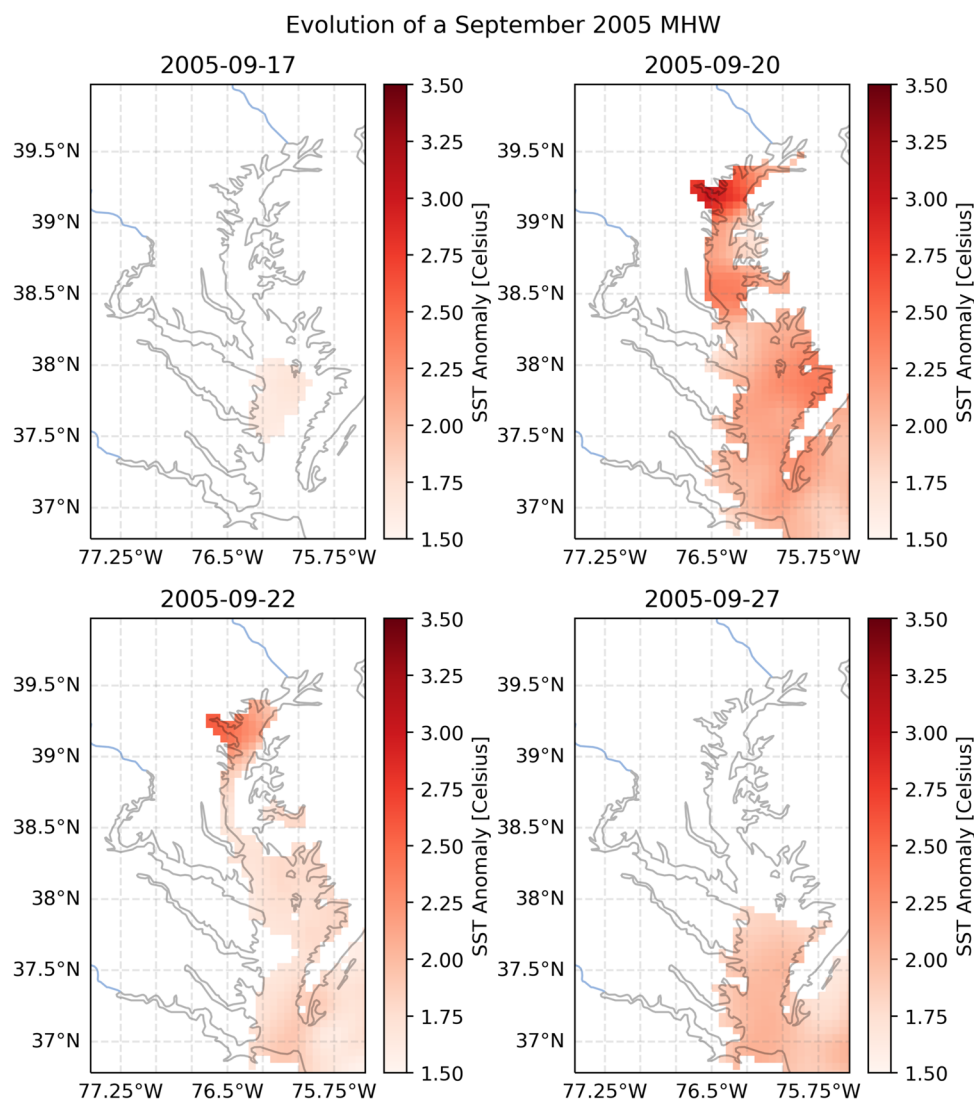 Evolution of a September 2005 MHW
2005-09-17
39.5°N
39°N
38.5°N
38°N
37.5°N
37°N
77.25°W 76.5°W 75.75°W
3.50
3.25
3.00
2.75
2.50
2.25
2.00
1.75
1.50
SST Anomaly [Celsius]
2005-09-20
39.5°N
39°N
38.5°N
38°N
37.5°N
37°N
77.25°W 76.5°W 75.75°W
3.50
3.25
3.00
2.75
2.50
2.25
2.00
1.75
1.50
SST Anomaly [Celsius]
2005-09-22
39.5°N
39°N
38.5°N
38°N
37.5°N
37°N
77.25°W 76.5°W 75.75°W
3.50
3.25
3.00
2.75
2.50
2.25
2.00
1.75
1.50
SST Anomaly [Celsius]
2005-09-27
39.5°N
39°N
38.5°N
38°N
37.5°N
37°N
77.25°W 76.5°W 75.75°W
3.50
3.25
3.00
2.75
2.50
2.25
2.00
1.75
1.50
SST Anomaly [Celsius]